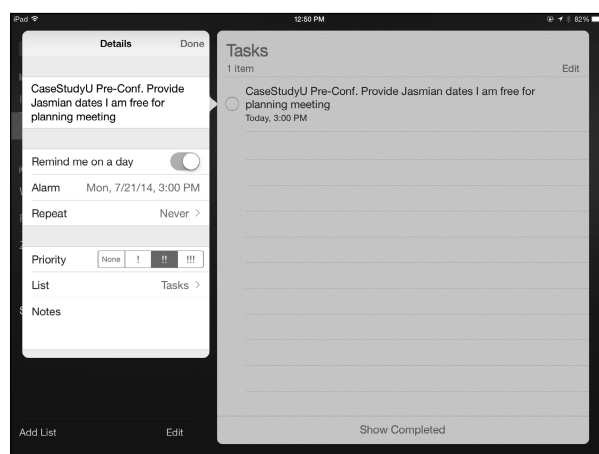 iPad
12:50 PM
82%
Details
Done
CaseStudyU Pre-Conf. Provide
Jasmian dates I am free for
planning meeting
Remind me on a day
Alarm Mon, 7/21/14, 3:00 PM
Repeat Never >
Priority None ! !! !!!
List Tasks >
Notes
Add List
Edit
Tasks
1 item
Edit
CaseStudyU Pre-Conf. Provide Jasmian dates I am free for
planning meeting
Today, 3:00 PM
Show Completed